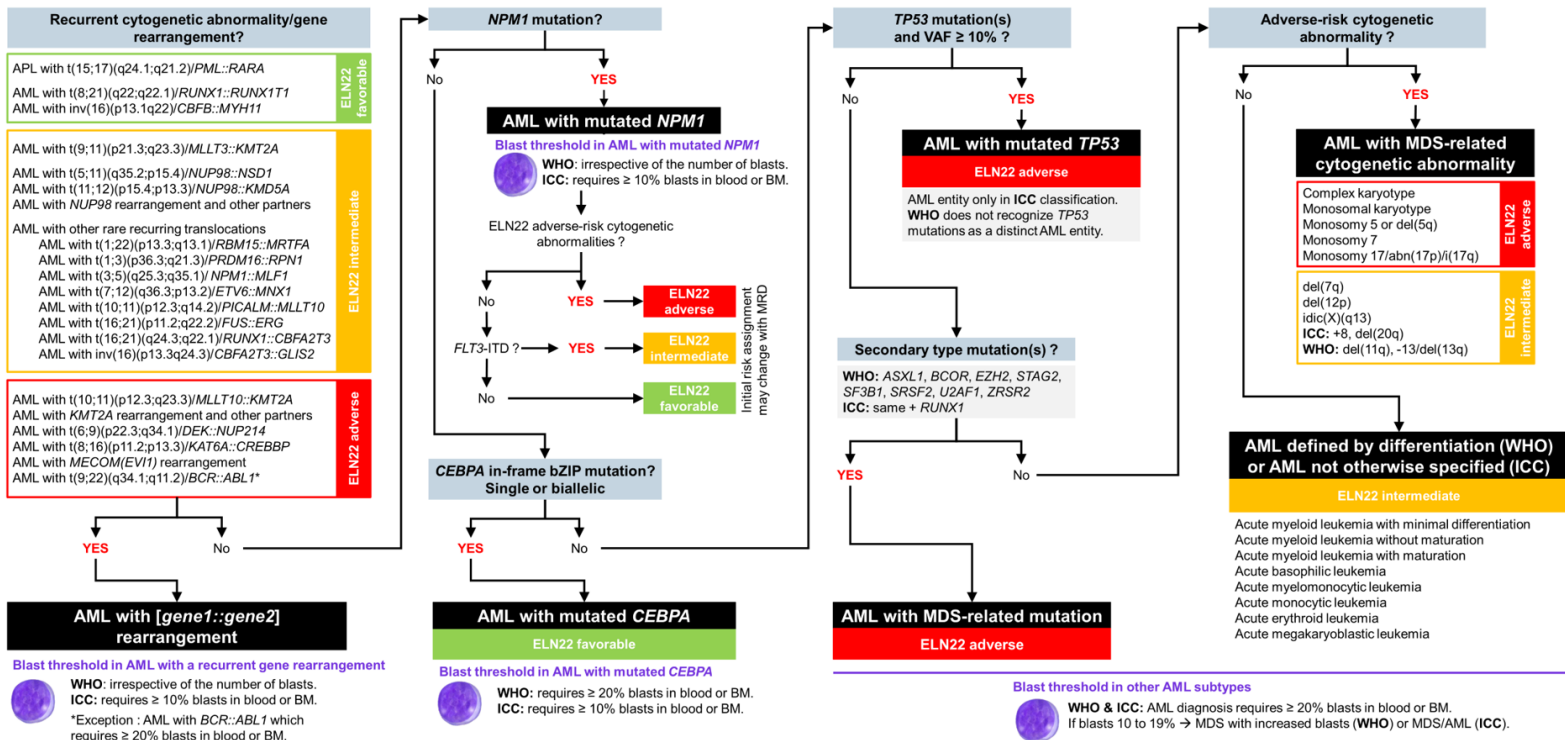 Recurrent cytogenetic abnormality/gene
rearrangement?
APL with t(15;17)(q24.1;q21.2)/PML::RARA
AML with t(8;21)(q22;q22.1)/RUNX1::RUNX1T1
AML with inv(16)(p13.1q22)/CBFB::MYH11
ELN22
favorable
AML with t(9;11)(p21.3;q23.3)/MLLT3::KMT2A
AML with t(5;11)(q35.2;p15.4)/NUP98::NSD1
AML with t(11;12)(p15.4;p13.3)/NUP98::KMD5A
AML with NUP98 rearrangement and other partners
AML with other rare recurring translocations
AML with t(1;22)(p13.3;q13.1)/RBM15::MRTFA
AML with t(1;3)(p36.3;q21.3)/PRDM16::RPN1
AML with t(3;5)(q25.3;q35.1)/ NPM1::MLF1
AML with t(7;12)(q36.3;p13.2)/ETV6::MNX1
AML with t(10;11)(p12.3;q14.2)/PICALM::MLLT10
AML with t(16;21)(p11.2;q22.2)/FUS::ERG
AML with t(16;21)(q24.3;q22.1)/RUNX1::CBFA2T3
AML with inv(16)(p13.3q24.3)/CBFA2T3::GLIS2
ELN22 intermediate
AML with t(10;11)(p12.3;q23.3)/MLLT10::KMT2A
AML with KMT2A rearrangement and other partners
AML with t(6;9)(p22.3;q34.1)/DEK::NUP214
AML with t(8;16)(p11.2;p13.3)/KAT6A::CREBBP
AML with MECOM(EVI1) rearrangement
AML with t(9;22)(q34.1;q11.2)/BCR::ABL1*
ELN22 adverse
YES
No
AML with [gene1::gene2]
rearrangement
Blast threshold in AML with a recurrent gene rearrangement
WHO: irrespective of the number of blasts.
ICC: requires ≥ 10% blasts in blood or BM.
*Exception : AML with BCR::ABL1 which
requires ≥ 20% blasts in blood or BM.
NPM1 mutation?
No
YES
AML with mutated NPM1
Blast threshold in AML with mutated NPM1
WHO: irrespective of the number of blasts.
ICC: requires ≥ 10% blasts in blood or BM.
ELN22 adverse-risk cytogenetic
abnormalities ?
No
YES
ELN22
adverse
FLT3-ITD ?
YES
ELN22
intermediate
No
ELN22
favorable
Initial risk assignment
may change with MRD
CEBPA in-frame bZIP mutation?
Single or biallelic
YES
No
AML with mutated CEBPA
ELN22 favorable
Blast threshold in AML with mutated CEBPA
WHO: requires ≥ 20% blasts in blood or BM.
ICC: requires ≥ 10% blasts in blood or BM.
TP53 mutation(s)
and VAF ≥ 10% ?
No
YES
AML with mutated TP53
ELN22 adverse
AML entity only in ICC classification.
WHO does not recognize TP53
mutations as a distinct AML entity.
Secondary type mutation(s) ?
WHO: ASXL1, BCOR, EZH2, STAG2,
SF3B1, SRSF2, U2AF1, ZRSR2
ICC: same + RUNX1
YES
No
AML with MDS-related mutation
ELN22 adverse
Adverse-risk cytogenetic
abnormality ?
No
YES
AML with MDS-related
cytogenetic abnormality
Complex karyotype
Monosomal karyotype
Monosomy 5 or del(5q)
Monosomy 7
Monosomy 17/abn(17p)/i(17q)
ELN22
adverse
del(7q)
del(12p)
idic(X)(q13)
ICC: +8, del(20q)
WHO: del(11q), -13/del(13q)
ELN22
intermediate
AML defined by differentiation (WHO)
or AML not otherwise specified (ICC)
ELN22 intermediate
Acute myeloid leukemia with minimal differentiation
Acute myeloid leukemia without maturation
Acute myeloid leukemia with maturation
Acute basophilic leukemia
Acute myelomonocytic leukemia
Acute monocytic leukemia
Acute erythroid leukemia
Acute megakaryoblastic leukemia
Blast threshold in other AML subtypes
WHO & ICC: AML diagnosis requires ≥ 20% blasts in blood or BM.
If blasts 10 to 19% → MDS with increased blasts (WHO) or MDS/AML (ICC).